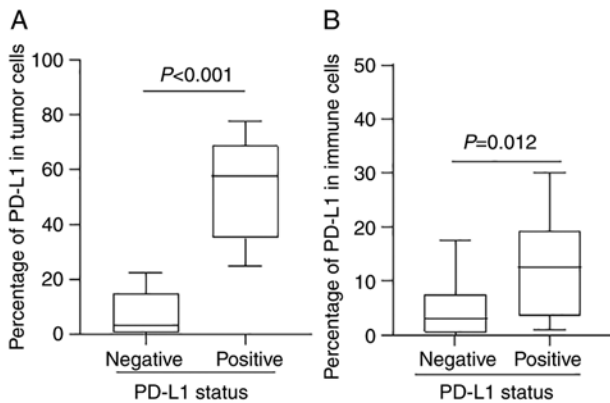 A
Percentage of PD-L1 in tumor cells
100
80
60
40
20
0
P<0.001
Negative
Positive
PD-L1 status
B
Percentage of PD-L1 in immune cells
50
40
30
20
10
0
P=0.012
Negative
Positive
PD-L1 status